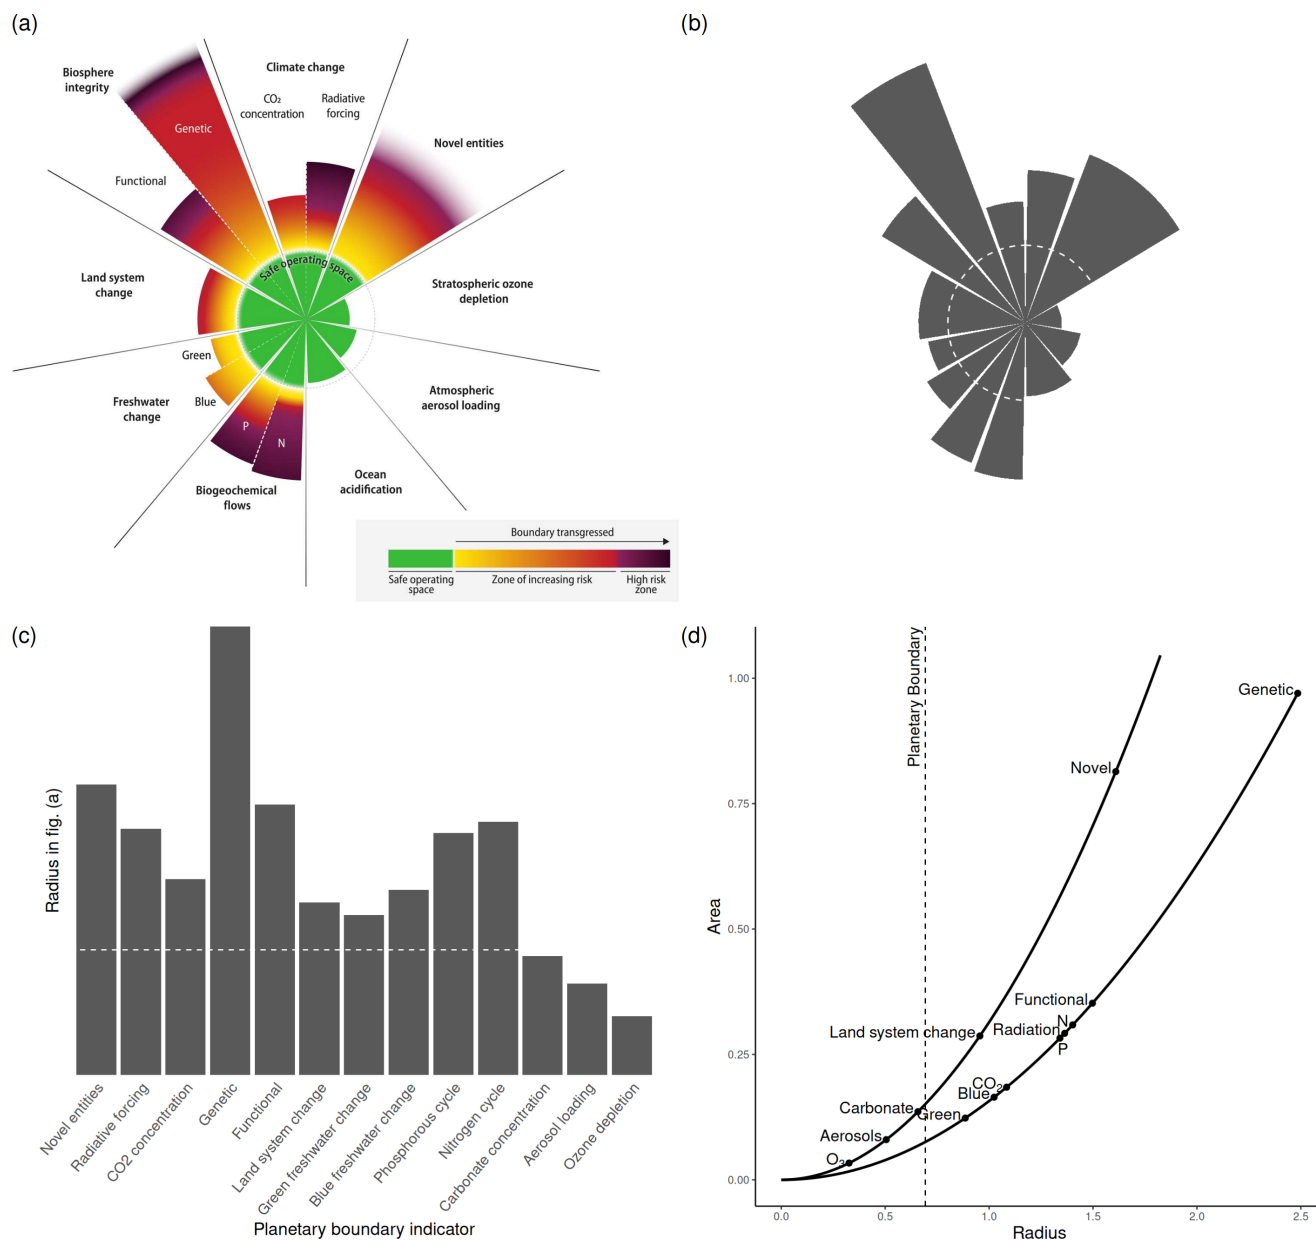 (a)
Biosphere
integrity
Climate change
CO₂
concentration
Radiative
forcing
Genetic
Novel entities
Functional
Safe operating space
Land system
change
Stratospheric ozone
depletion
Green
Blue
Freshwater
change
P
N
Atmospheric
aerosol loading
Biogeochemical
flows
Ocean
acidification
Boundary transgressed
Safe operating
space
Zone of increasing risk
High risk
zone
(b)
(c)
Radius in fig. (a)
Novel entities
Radiative forcing
CO2 concentration
Genetic
Functional
Land system change
Green freshwater change
Blue freshwater change
Phosphorous cycle
Nitrogen cycle
Carbonate concentration
Aerosol loading
Ozone depletion
Planetary boundary indicator
(d)
Planetary Boundary
Genetic
Novel
Functional
N
Radiation
P
Land system change
CO₂
Blue
Green
Carbonate
Aerosols
O₃
Area
1.00
0.75
0.50
0.25
0.00
0.0
0.5
1.0
1.5
2.0
2.5
Radius